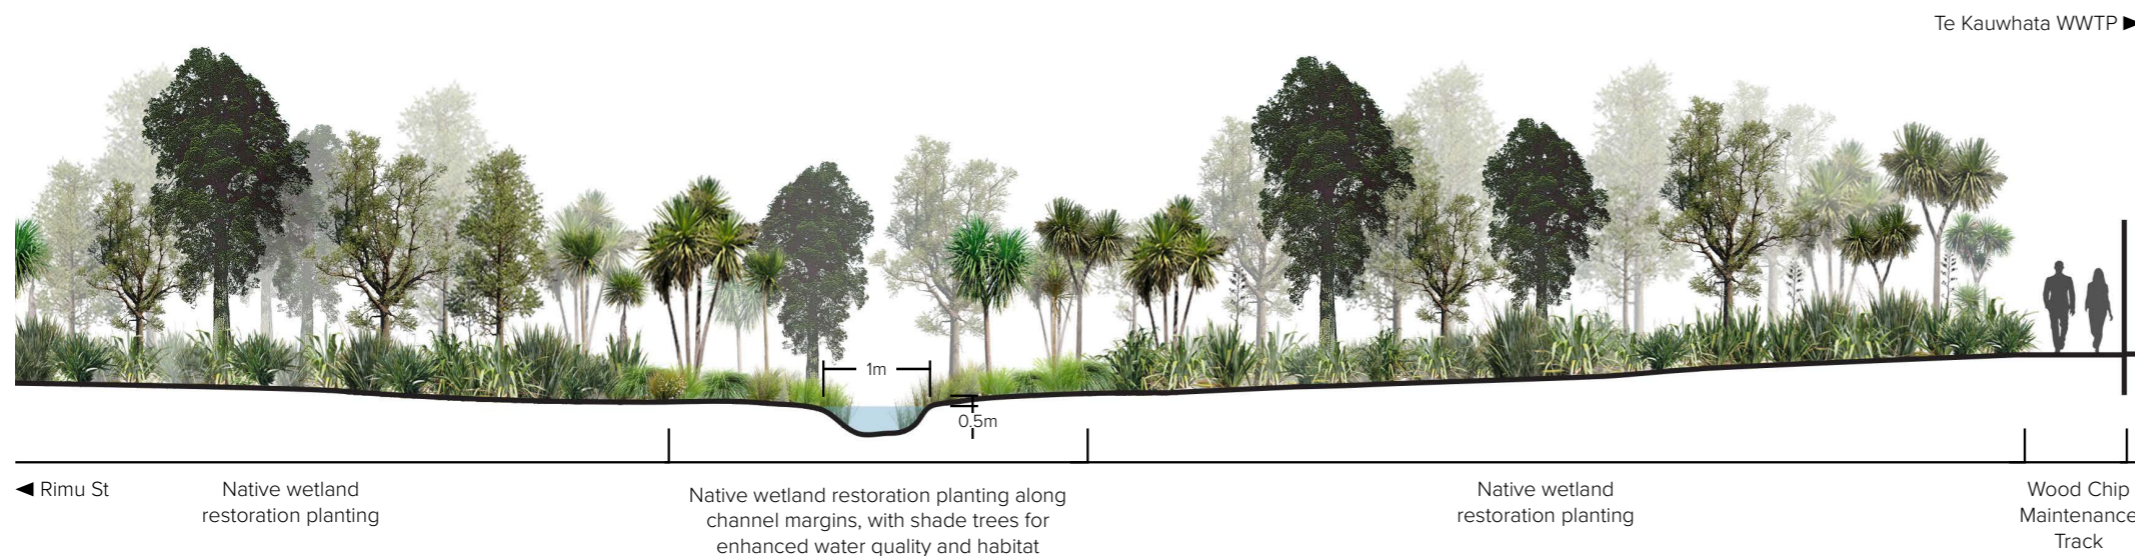 Te Kauwhata WWTP ►
1m
0.5m
◄ Rimu St
Native wetland
restoration planting
Native wetland restoration planting along
channel margins, with shade trees for
enhanced water quality and habitat
Native wetland
restoration planting
Wood Chip
Maintenance
Track